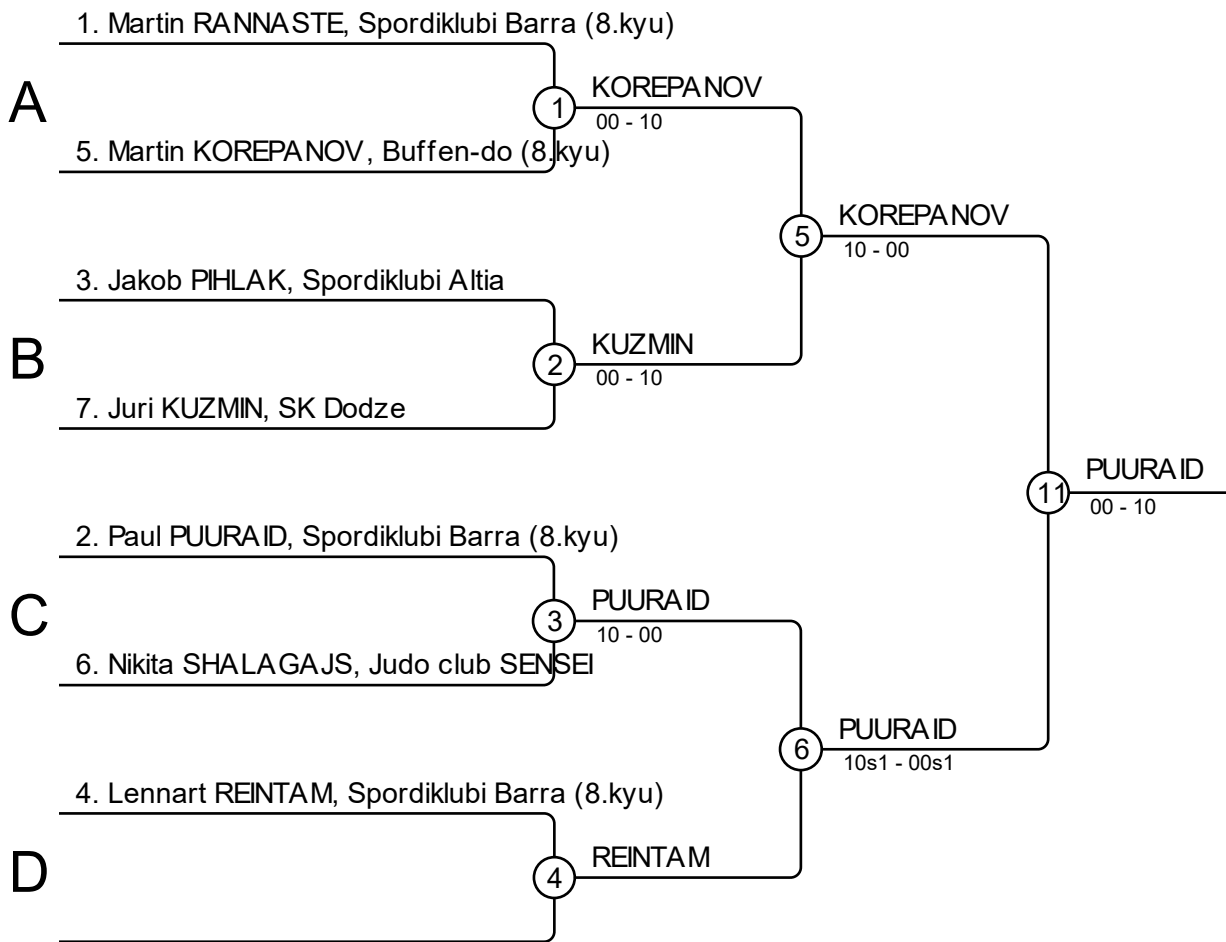 1. Martin RANNASTE, Spordiklubi Barra (8.kyu)
A
1
KOREPANOV
00 - 10
5. Martin KOREPANOV, Buffen-do (8.kyu)
5
KOREPANOV
10 - 00
3. Jakob PIHLAK, Spordiklubi Altia
B
2
KUZMIN
00 - 10
7. Juri KUZMIN, SK Dodze
11
PUURAID
00 - 10
2. Paul PUURAID, Spordiklubi Barra (8.kyu)
C
3
PUURAID
10 - 00
6. Nikita SHALAGAJS, Judo club SENSEI
6
PUURAID
10s1 - 00s1
4. Lennart REINTAM, Spordiklubi Barra (8.kyu)
D
4
REINTAM